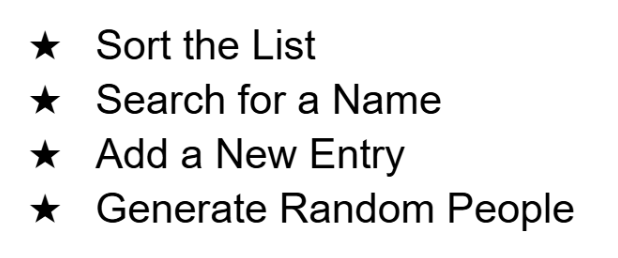 ★ Sort the List
★ Search for a Name
★ Add a New Entry
★ Generate Random People